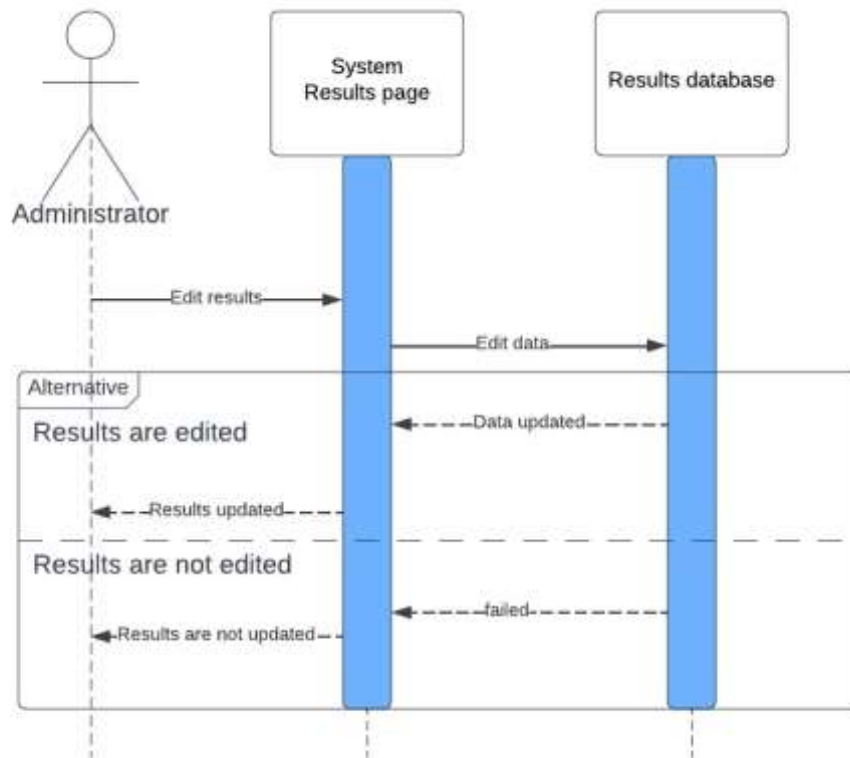 System
Results page
Results database
Administrator
Edit results
Edit data
Alternative
Results are edited
Data updated
Results updated
Results are not edited
failed
Results are not updated